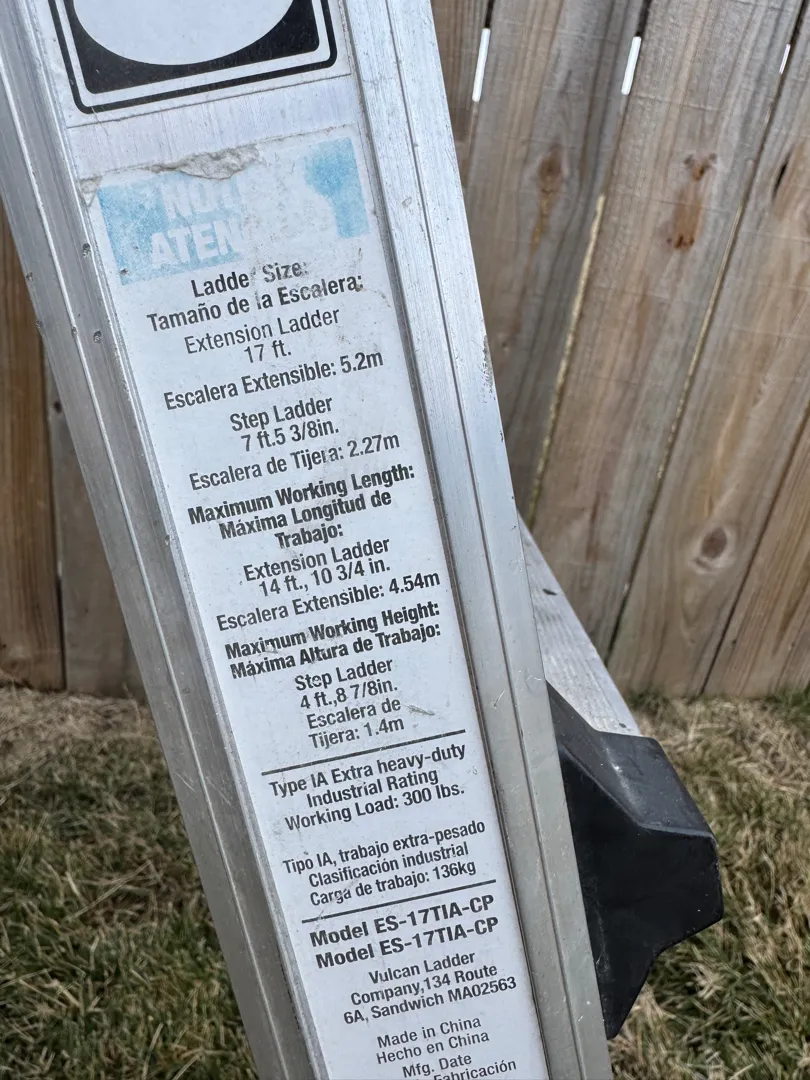 Ladder Size:
Tamaño de la Escalera:
Extension Ladder
17 ft.
Escalera Extensible: 5.2m
Step Ladder
7 ft.5 3/8in.
Escalera de Tijera: 2.27m
Maximum Working Length:
Máxima Longitud de
Trabajo:
Extension Ladder
14 ft., 10 3/4 in.
Escalera Extensible: 4.54m
Maximum Working Height:
Máxima Altura de Trabajo:
Step Ladder
4 ft.,8 7/8in.
Escalera de
Tijera: 1.4m
Type IA Extra heavy-duty
Industrial Rating
Working Load: 300 lbs.
Tipo IA, trabajo extra-pesado
Clasificación industrial
Carga de trabajo: 136kg
Model ES-17TIA-CP
Model ES-17TIA-CP
Vulcan Ladder
Company,134 Route
6A, Sandwich MA02563
Made in China
Hecho en China
Mfg. Date
Fabricación